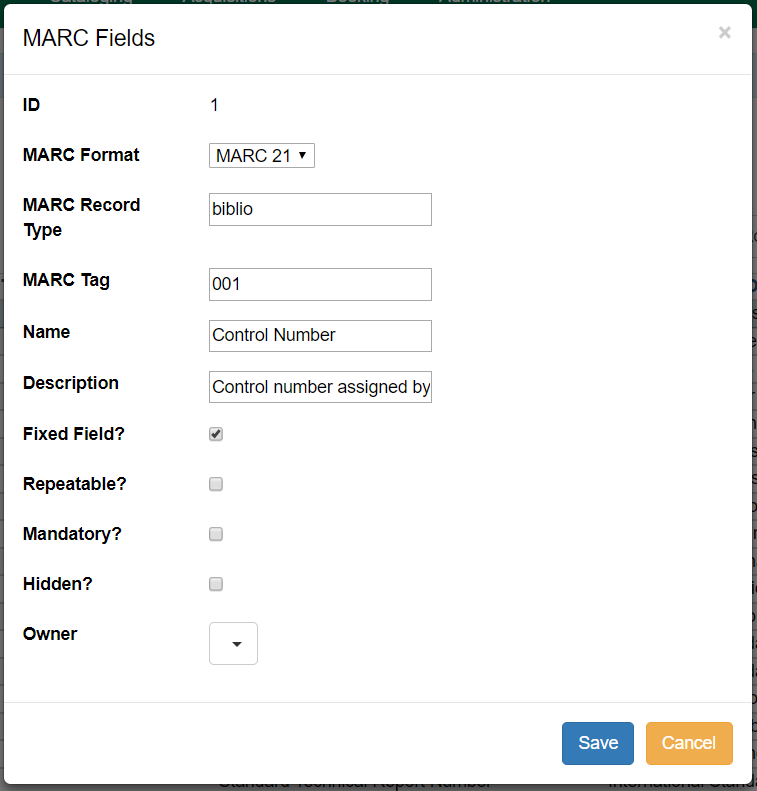 MARC Fields ×
ID 1
MARC Format MARC 21
MARC Record Type biblio
MARC Tag 001
Name Control Number
Description Control number assigned by
Fixed Field?
Repeatable?
Mandatory?
Hidden?
Owner
Save Cancel